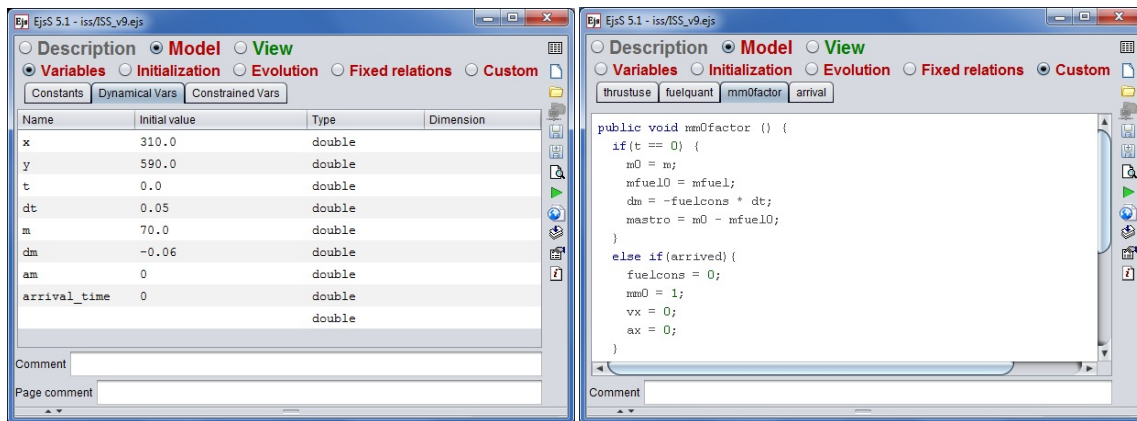 EjsS 5.1 - iss/ISS_v9.ejs
Description Model View
Variables Initialization Evolution Fixed relations Custom
Constants Dynamical Vars Constrained Vars
Name Initial value Type Dimension
x 310.0 double
y 590.0 double
t 0.0 double
dt 0.05 double
m 70.0 double
dm -0.06 double
am 0 double
arrival_time 0 double
double
Comment
Page comment
EjsS 5.1 - iss/ISS_v9.ejs
Description Model View
Variables Initialization Evolution Fixed relations Custom
thrustuse fuelquant mm0factor arrival
public void mm0factor () {
if(t == 0) {
m0 = m;
mfuel0 = mfuel;
dm = -fuelcons * dt;
mastro = m0 - mfuel0;
}
else if(arrived){
fuelcons = 0;
mm0 = 1;
vx = 0;
ax = 0;
}
Comment